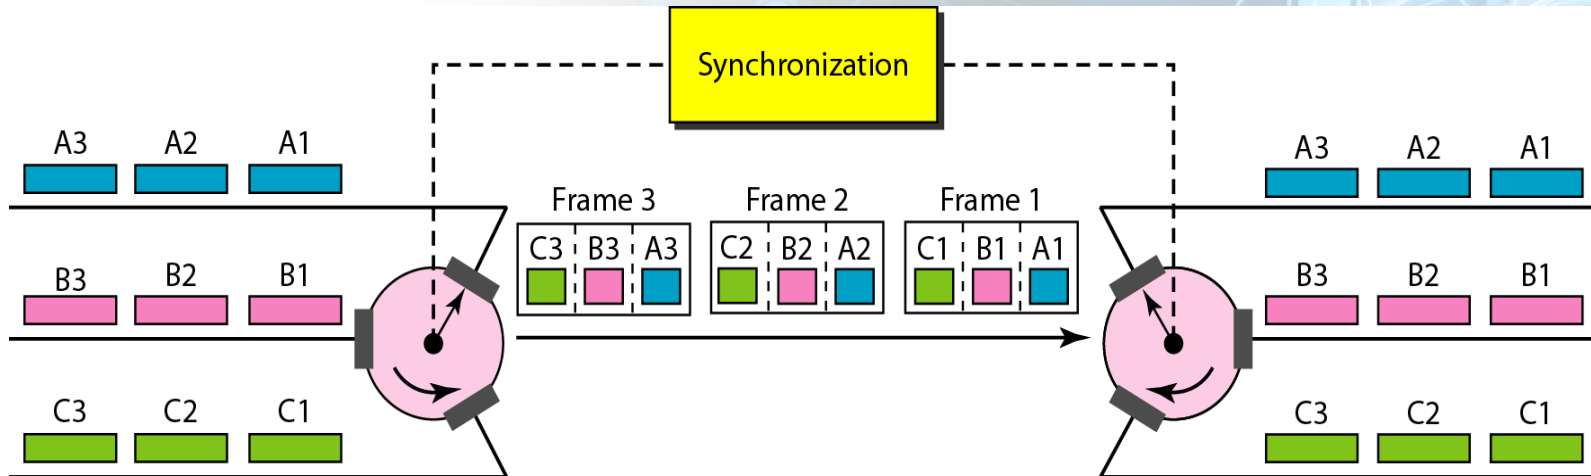 Synchronization
A3 A2 A1
A3 A2 A1
Frame 3 Frame 2 Frame 1
C3 B3 A3 C2 B2 A2 C1 B1 A1
B3 B2 B1
B3 B2 B1
C3 C2 C1
C3 C2 C1